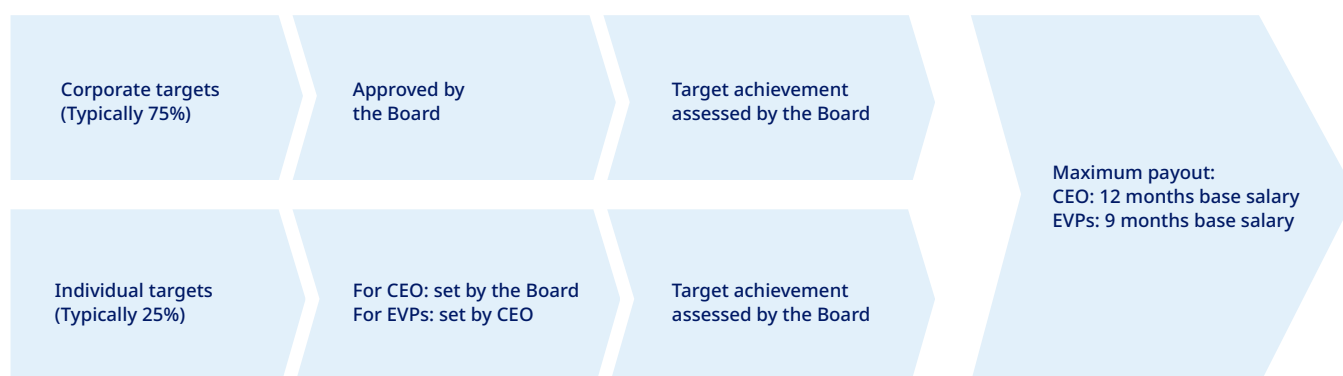 Corporate targets
(Typically 75%)
Approved by
the Board
Target achievement
assessed by the Board
Individual targets
(Typically 25%)
For CEO: set by the Board
For EVPs: set by CEO
Target achievement
assessed by the Board
Maximum payout:
CEO: 12 months base salary
EVPs: 9 months base salary